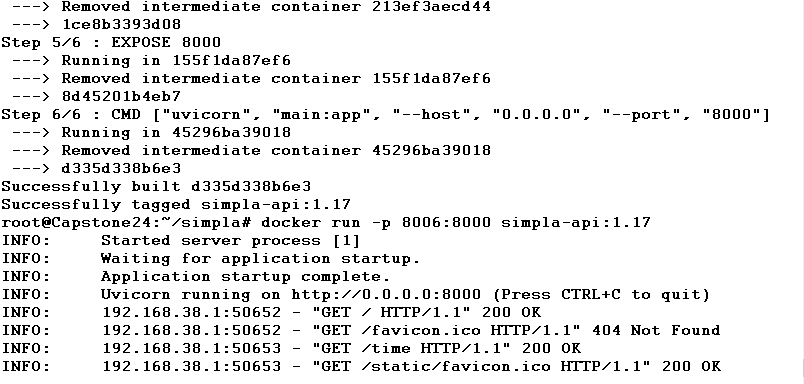 ---> Removed intermediate container 213ef3aecd44
---> 1ce8b3393d08
Step 5/6 : EXPOSE 8000
---> Running in 155f1da87ef6
---> Removed intermediate container 155f1da87ef6
---> 8d45201b4eb7
Step 6/6 : CMD ["uvicorn", "main:app", "--host", "0.0.0.0", "--port", "8000"]
---> Running in 45296ba39018
---> Removed intermediate container 45296ba39018
---> d335d338b6e3
Successfully built d335d338b6e3
Successfully tagged simpla-api:1.17
root@Capstone24:~/simpla# docker run -p 8006:8000 simpla-api:1.17
INFO:     Started server process [1]
INFO:     Waiting for application startup.
INFO:     Application startup complete.
INFO:     Uvicorn running on http://0.0.0.0:8000 (Press CTRL+C to quit)
INFO:     192.168.38.1:50652 - "GET / HTTP/1.1" 200 OK
INFO:     192.168.38.1:50652 - "GET /favicon.ico HTTP/1.1" 404 Not Found
INFO:     192.168.38.1:50653 - "GET /time HTTP/1.1" 200 OK
INFO:     192.168.38.1:50653 - "GET /static/favicon.ico HTTP/1.1" 200 OK